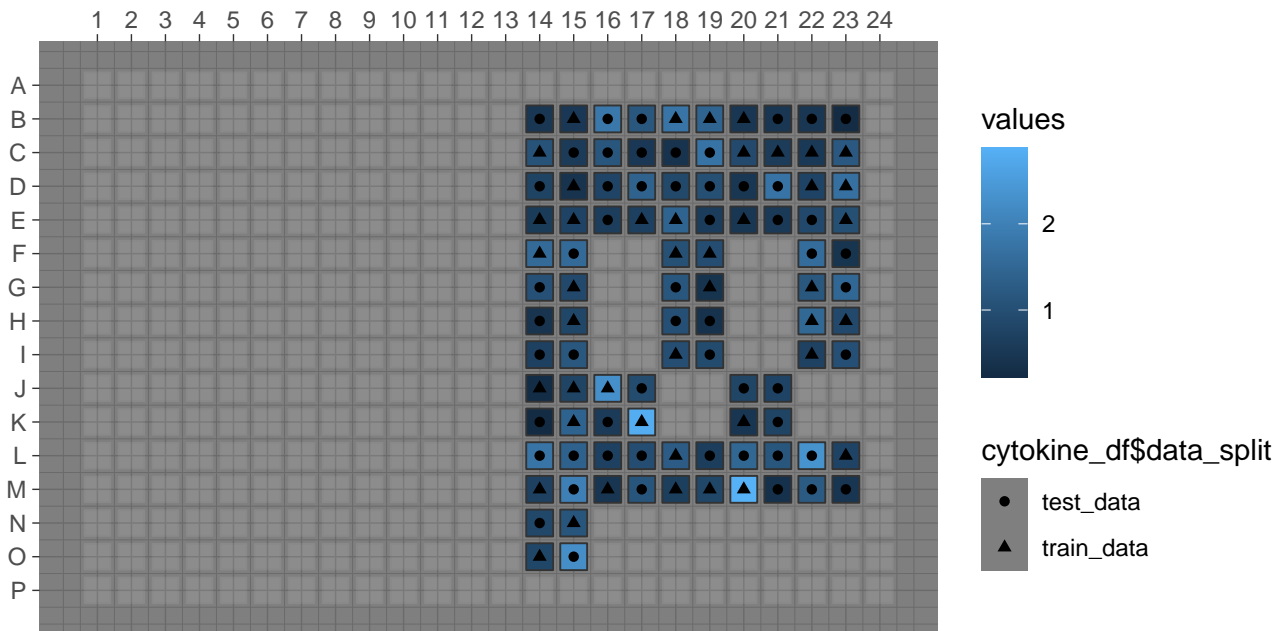 1 2 3 4 5 6 7 8 9 10 11 12 13 14 15 16 17 18 19 20 21 22 23 24
A
B
C
D
E
F
G
H
I
J
K
L
M
N
O
P
values
2
1
cytokine_df$data_split
test_data
train_data